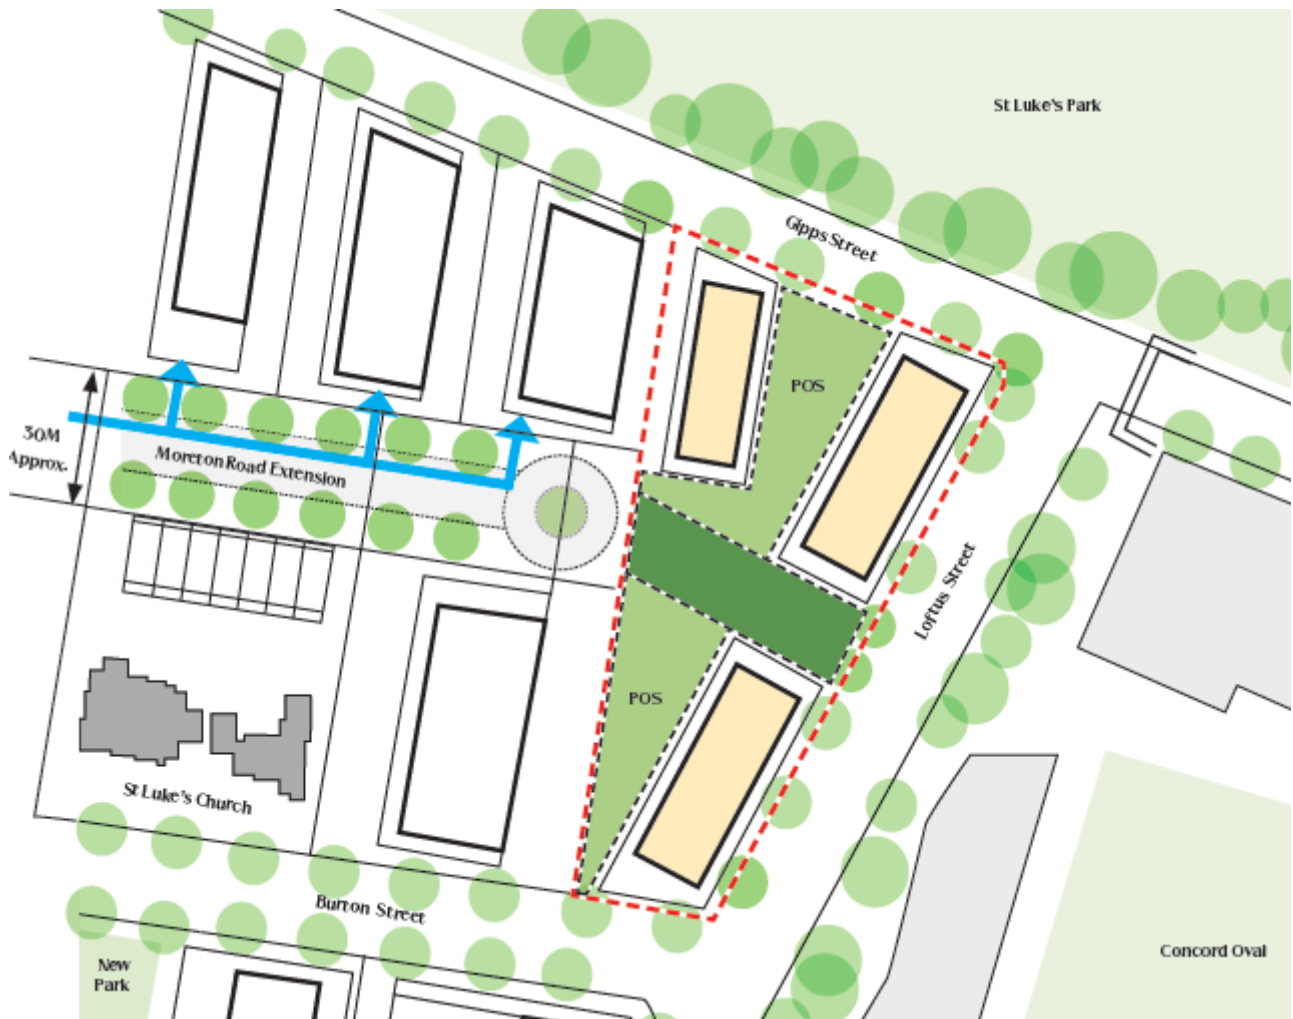 St Luke's Park
Gipps Street
POS
30M
Approx.
Moreton Road Extension
Loftus Street
POS
St Luke's Church
Burton Street
New
Park
Concord Oval